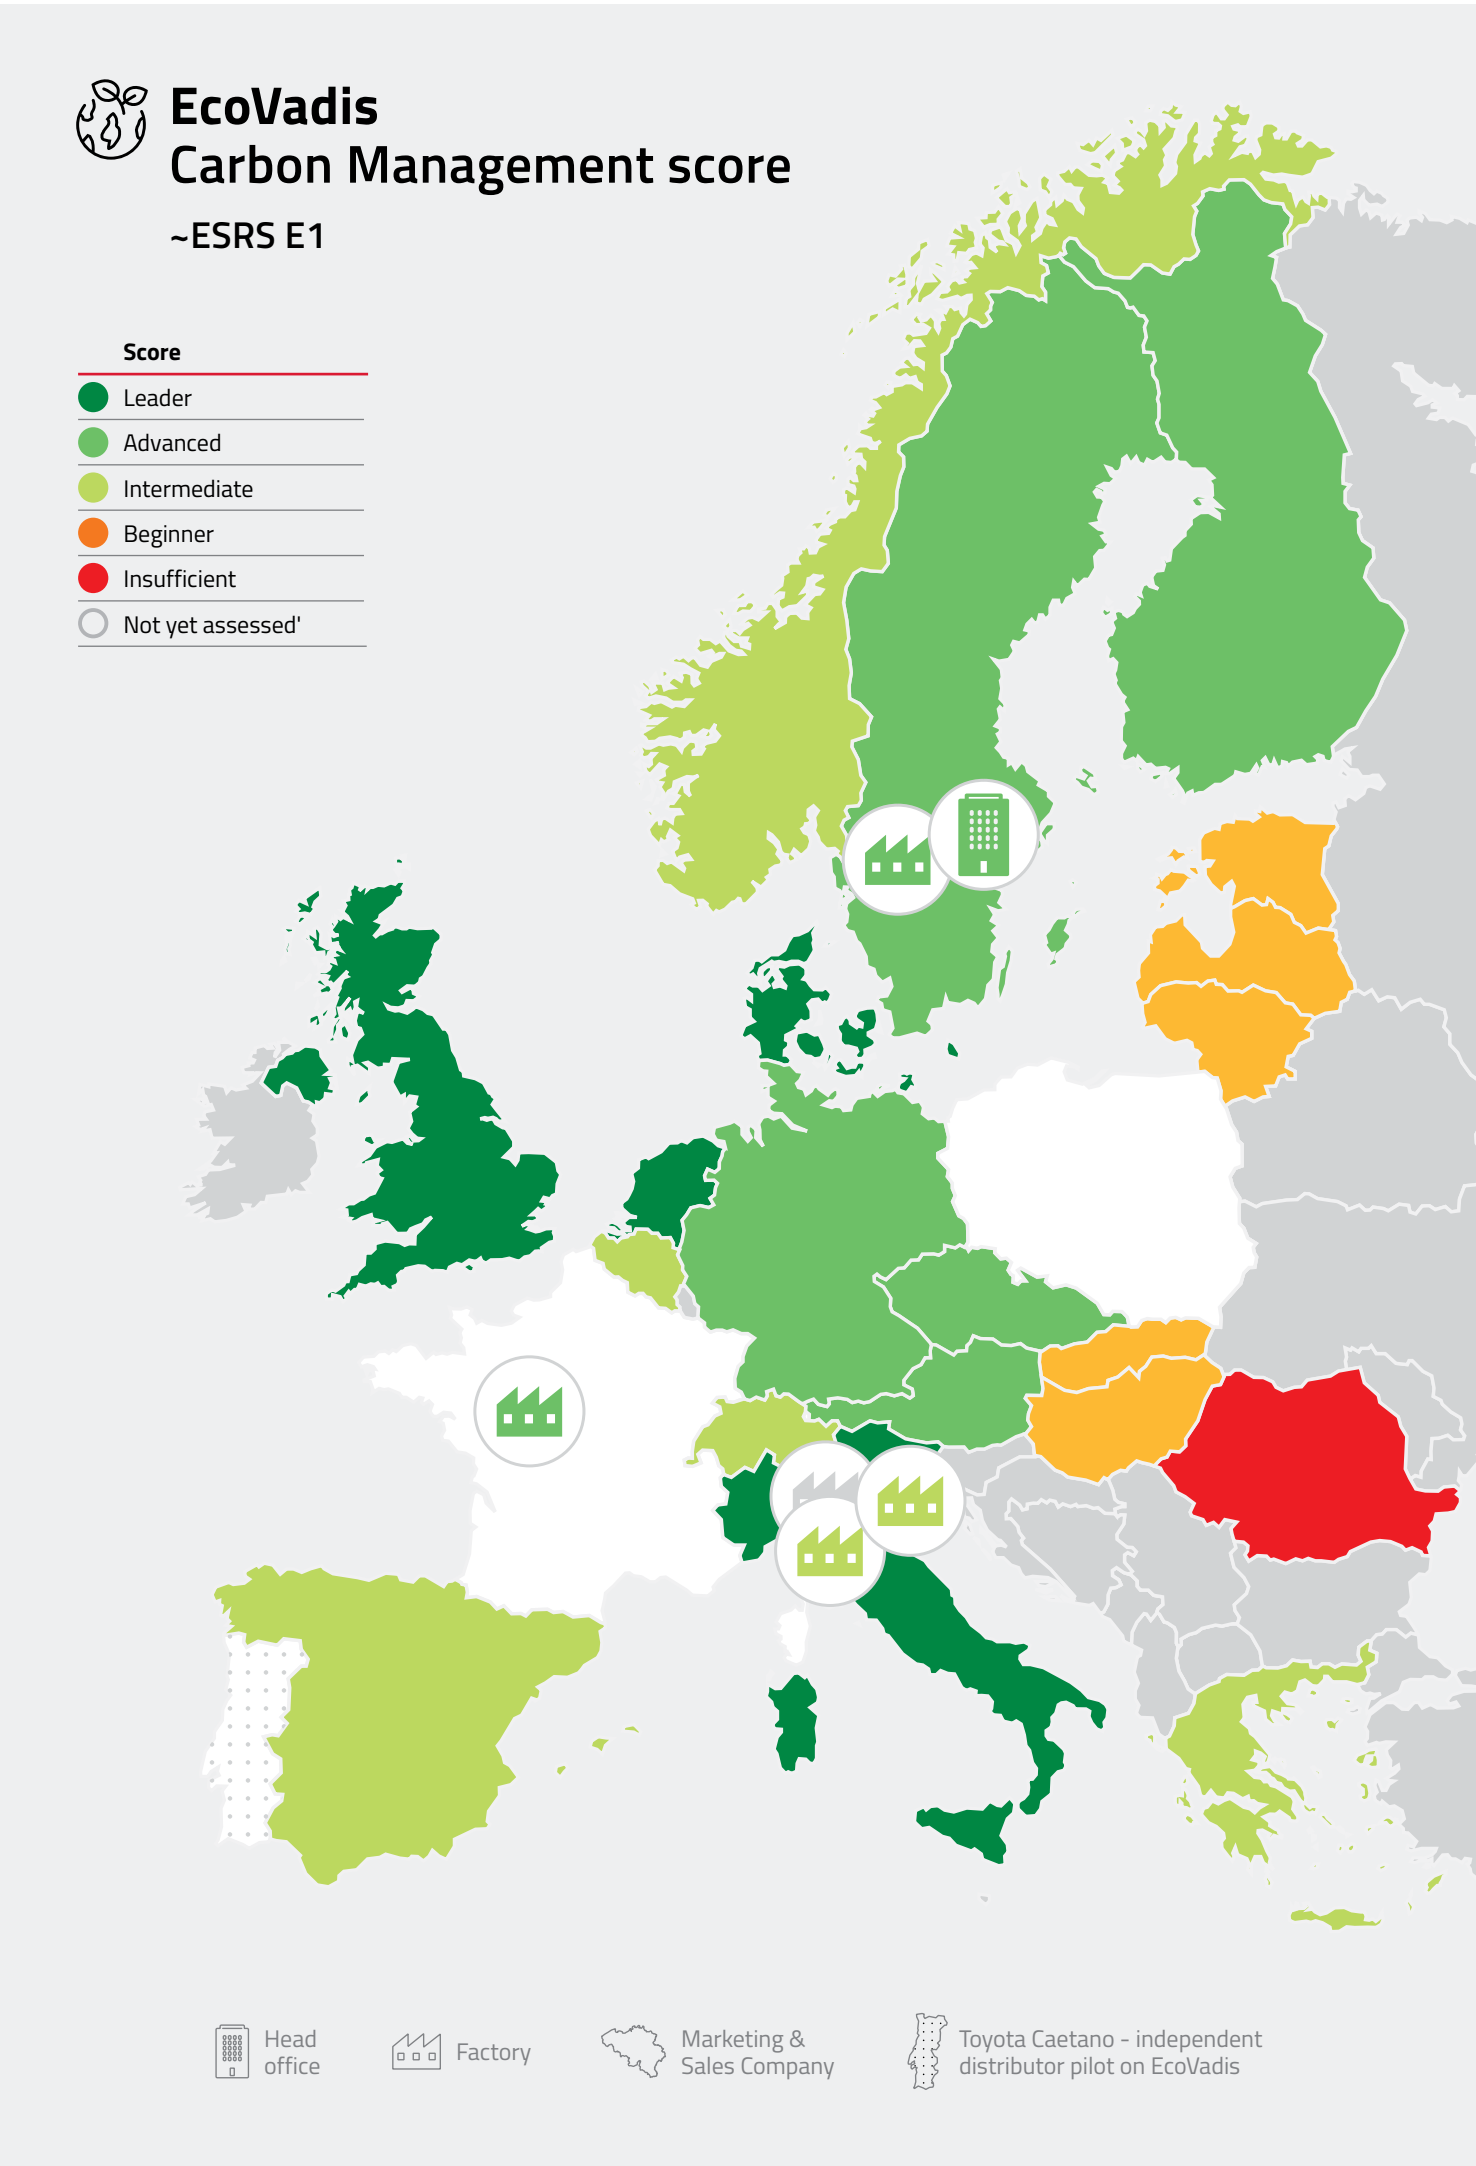 EcoVadis
Carbon Management score
~ESRS E1
Score
Leader
Advanced
Intermediate
Beginner
Insufficient
Not yet assessed'
Head
office
Factory
Marketing &
Sales Company
Toyota Caetano - independent
distributor pilot on EcoVadis